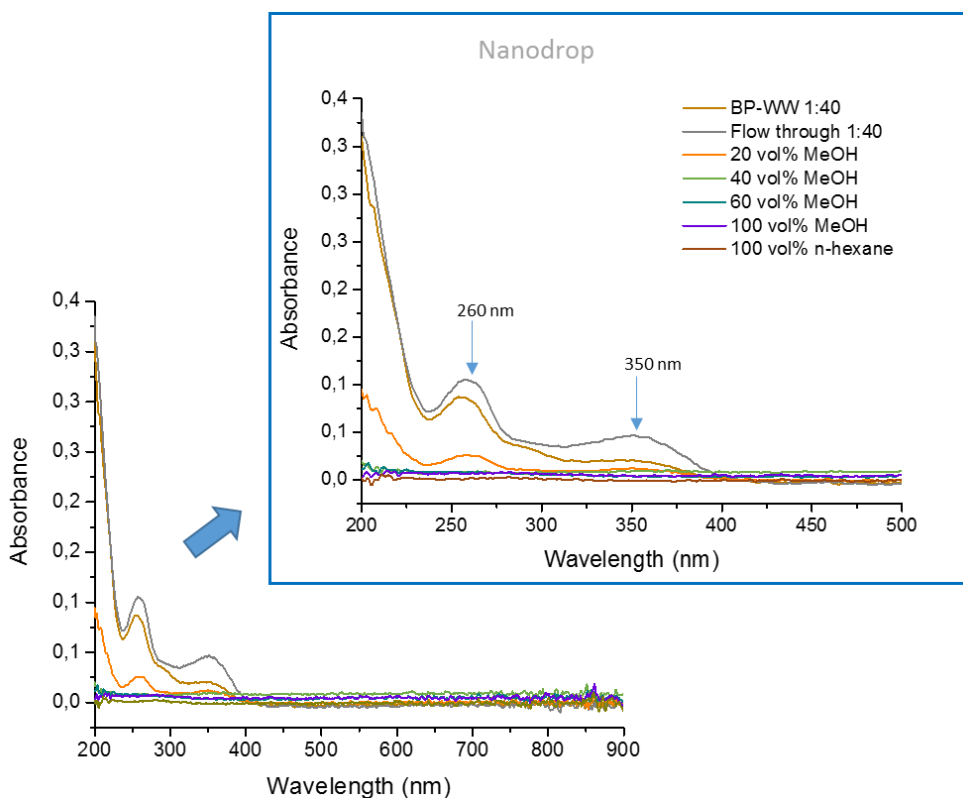 Nanodrop
0,4
0,3
0,3
0,2
0,2
0,1
0,1
0,0
Absorbance
200 250 300 350 400 450 500
Wavelength (nm)
260 nm
350 nm
BP-WW 1:40
Flow through 1:40
20 vol% MeOH
40 vol% MeOH
60 vol% MeOH
100 vol% MeOH
100 vol% n-hexane
0,4
0,3
0,3
0,2
0,2
0,1
0,1
0,0
Absorbance
200 300 400 500 600 700 800 900
Wavelength (nm)